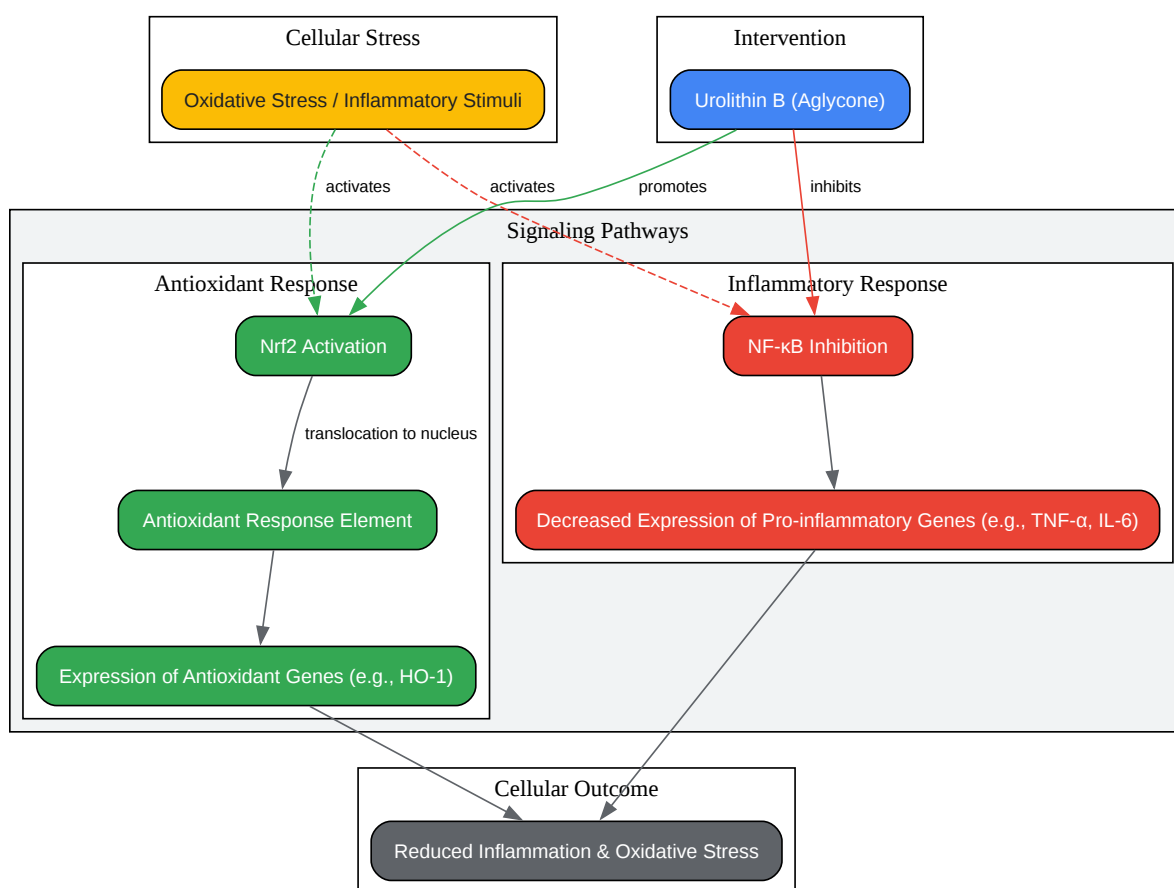 Cellular Stress
Intervention
Oxidative Stress / Inflammatory Stimuli
Urolithin B (Aglycone)
activates
activates
promotes
inhibits
Signaling Pathways
Antioxidant Response
Inflammatory Response
Nrf2 Activation
NF-κB Inhibition
translocation to nucleus
Antioxidant Response Element
Decreased Expression of Pro-inflammatory Genes (e.g., TNF-α, IL-6)
Expression of Antioxidant Genes (e.g., HO-1)
Cellular Outcome
Reduced Inflammation & Oxidative Stress